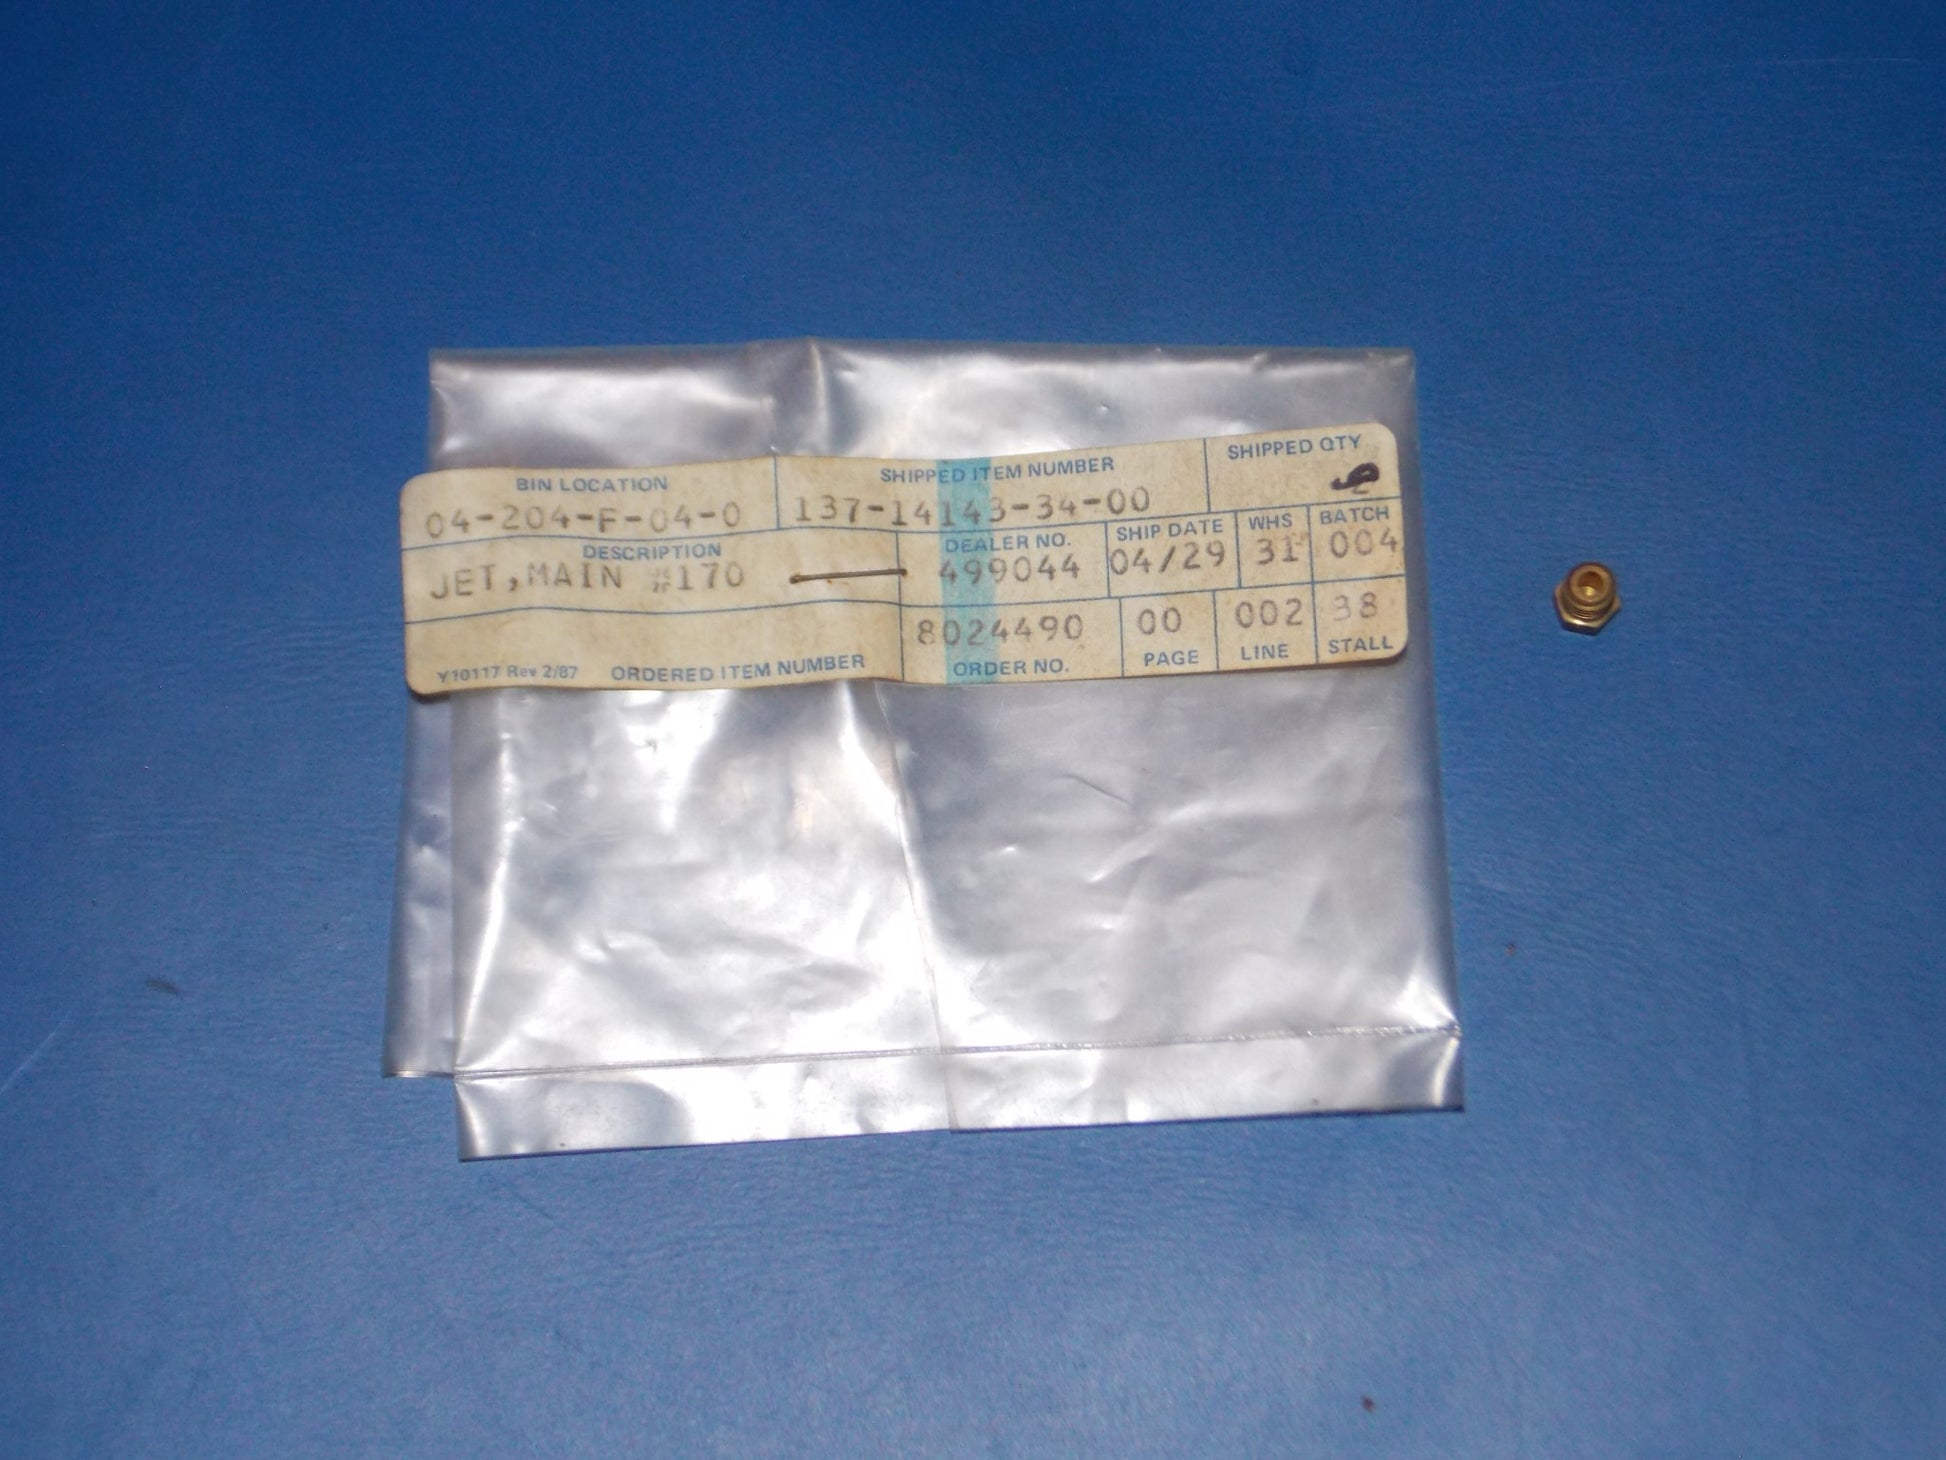 BIN LOCATION SHIPPED ITEM NUMBER SHIPPED QTY
04-204-F-04-0 137-14143-34-00
DESCRIPTION DEALER NO. SHIP DATE WHS BATCH
JET,MAIN #170 499044 04/29 31 004
8024490 00 002 38
Y10117 Rev 2/87 ORDERED ITEM NUMBER ORDER NO. PAGE LINE STALL